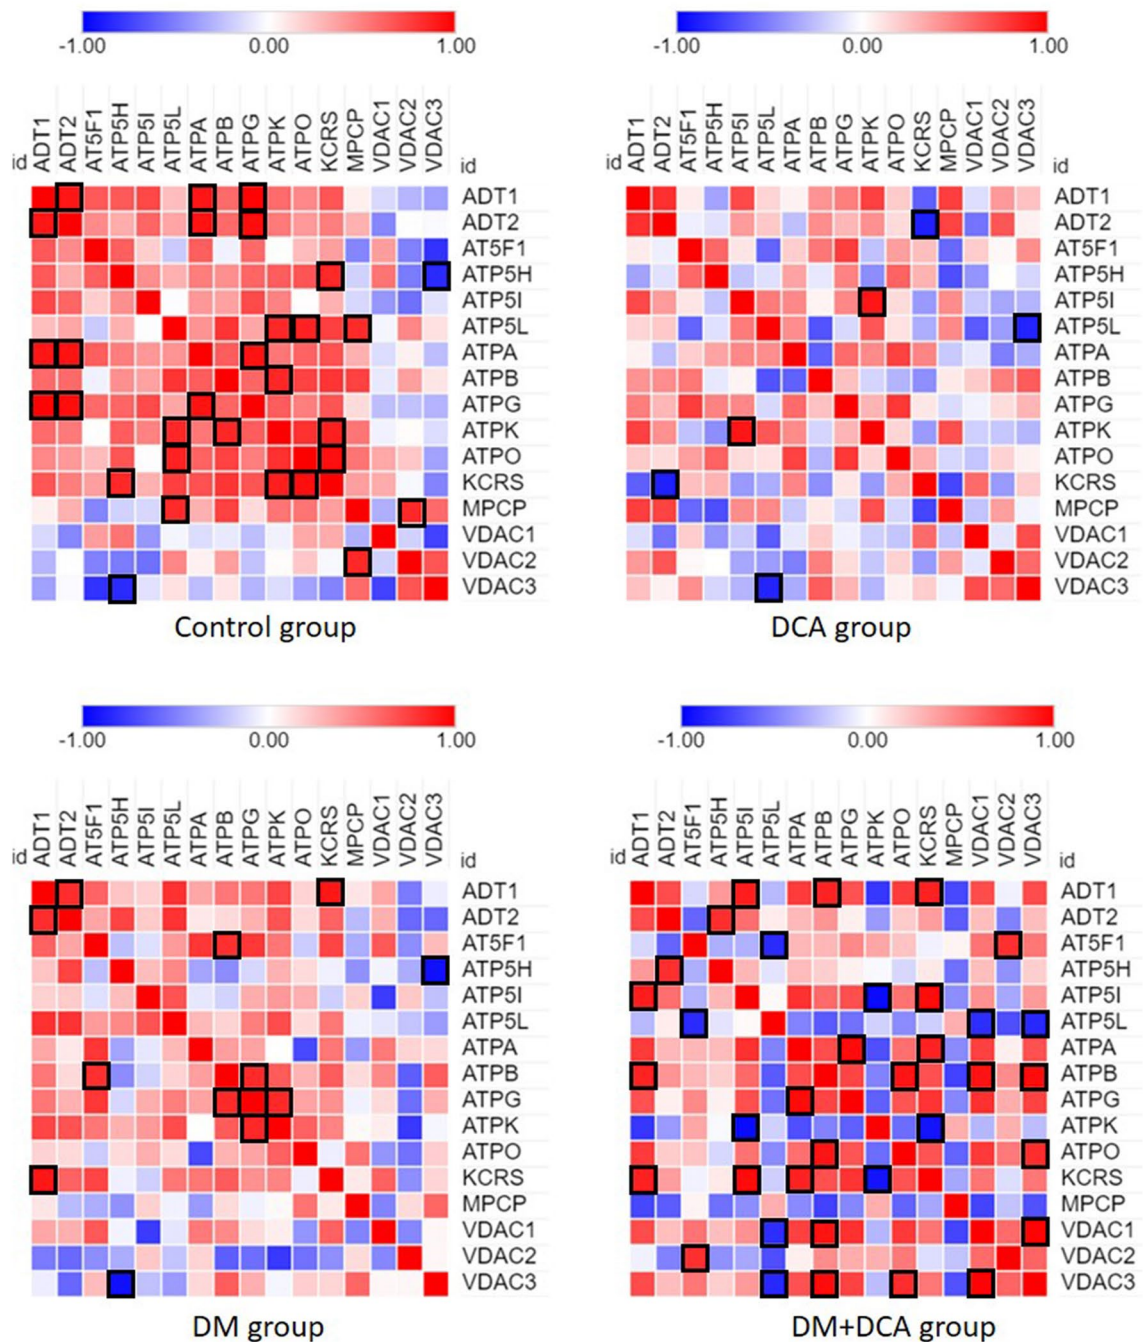 -1.00 0.00 1.00
-1.00 0.00 1.00
id ADT1 ADT2 AT5F1 ATP5H ATP5I ATP5L ATPA ATPB ATPG ATPK ATPO KCRS MPCP VDAC1 VDAC2 VDAC3 id
ADT1
ADT2
AT5F1
ATP5H
ATP5I
ATP5L
ATPA
ATPB
ATPG
ATPK
ATPO
KCRS
MPCP
VDAC1
VDAC2
VDAC3
Control group
id ADT1 ADT2 AT5F1 ATP5H ATP5I ATP5L ATPA ATPB ATPG ATPK ATPO KCRS MPCP VDAC1 VDAC2 VDAC3 id
ADT1
ADT2
AT5F1
ATP5H
ATP5I
ATP5L
ATPA
ATPB
ATPG
ATPK
ATPO
KCRS
MPCP
VDAC1
VDAC2
VDAC3
DCA group
-1.00 0.00 1.00
-1.00 0.00 1.00
id ADT1 ADT2 AT5F1 ATP5H ATP5I ATP5L ATPA ATPB ATPG ATPK ATPO KCRS MPCP VDAC1 VDAC2 VDAC3 id
ADT1
ADT2
AT5F1
ATP5H
ATP5I
ATP5L
ATPA
ATPB
ATPG
ATPK
ATPO
KCRS
MPCP
VDAC1
VDAC2
VDAC3
DM group
id ADT1 ADT2 AT5F1 ATP5H ATP5I ATP5L ATPA ATPB ATPG ATPK ATPO KCRS MPCP VDAC1 VDAC2 VDAC3 id
ADT1
ADT2
AT5F1
ATP5H
ATP5I
ATP5L
ATPA
ATPB
ATPG
ATPK
ATPO
KCRS
MPCP
VDAC1
VDAC2
VDAC3
DM+DCA group